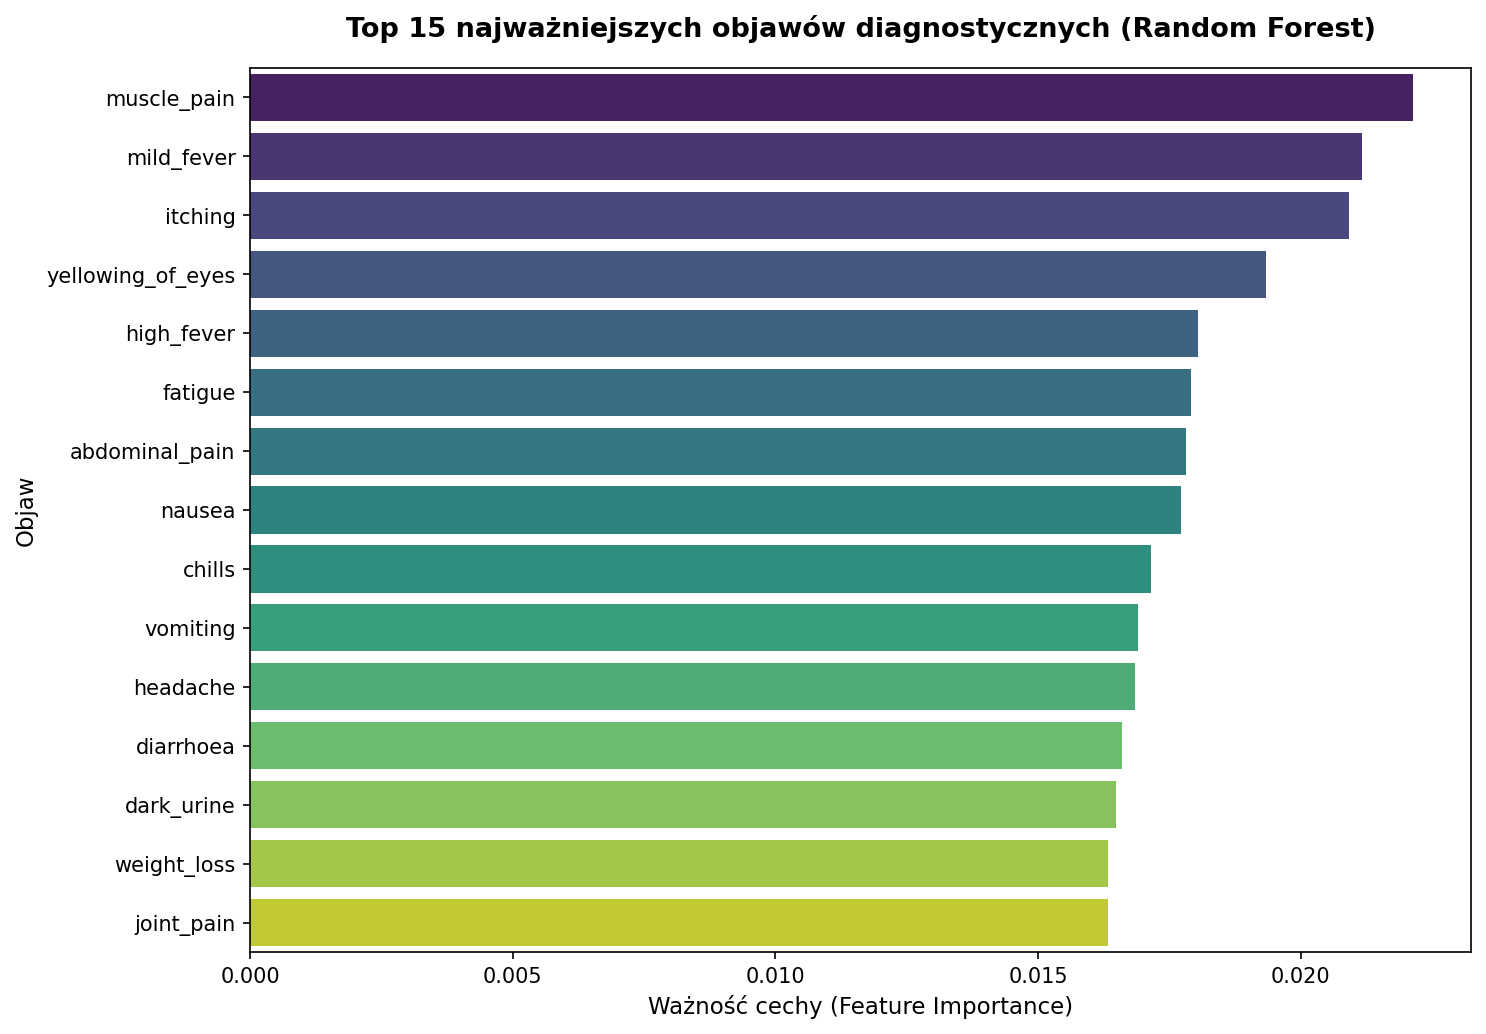 Top 15 najważniejszych objawów diagnostycznych (Random Forest)
muscle_pain
mild_fever
itching
yellowing_of_eyes
high_fever
fatigue
abdominal_pain
nausea
chills
vomiting
headache
diarrhoea
dark_urine
weight_loss
joint_pain
Objaw
0.000 0.005 0.010 0.015 0.020
Ważność cechy (Feature Importance)